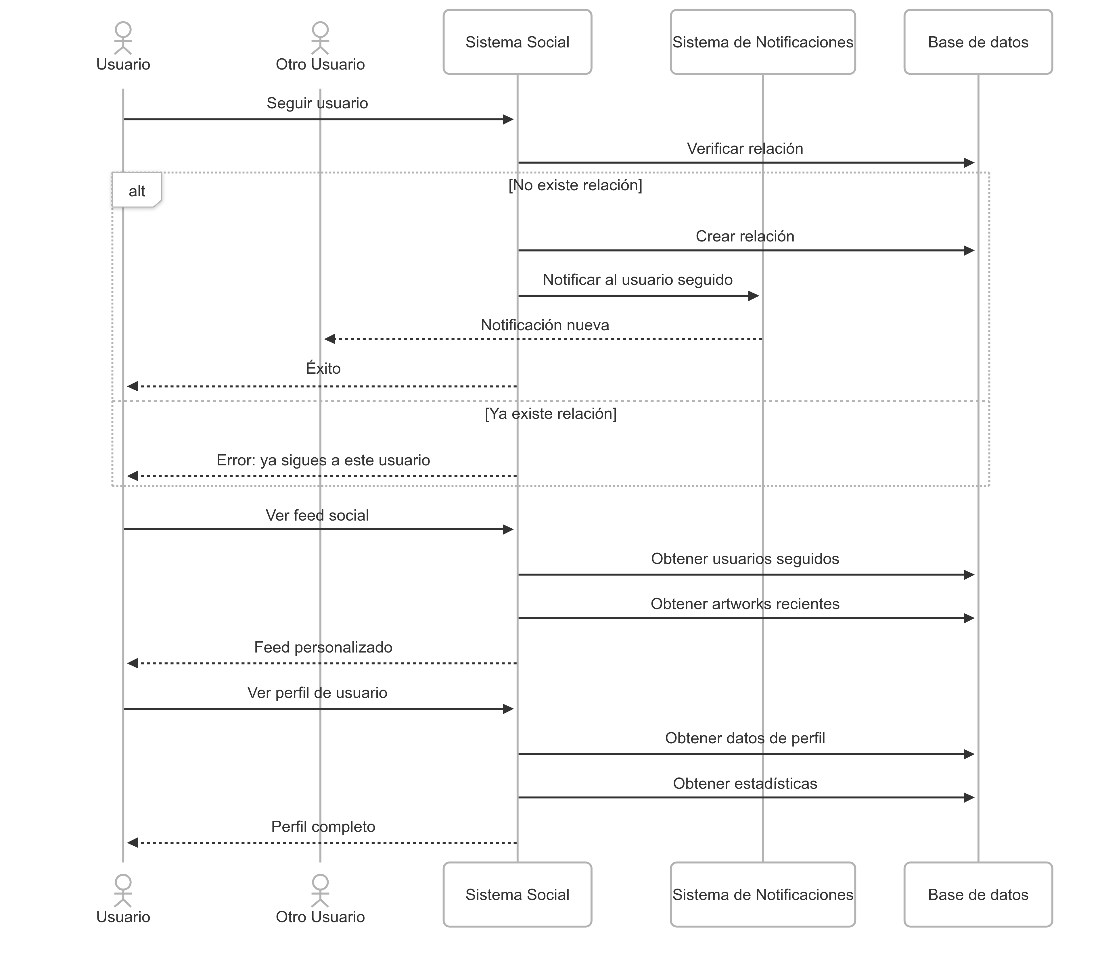 Usuario
Otro Usuario
Sistema Social
Sistema de Notificaciones
Base de datos
Seguir usuario
Verificar relación
alt
[No existe relación]
Crear relación
Notificar al usuario seguido
Notificación nueva
Éxito
[Ya existe relación]
Error: ya sigues a este usuario
Ver feed social
Obtener usuarios seguidos
Obtener artworks recientes
Feed personalizado
Ver perfil de usuario
Obtener datos de perfil
Obtener estadísticas
Perfil completo
Usuario
Otro Usuario
Sistema Social
Sistema de Notificaciones
Base de datos